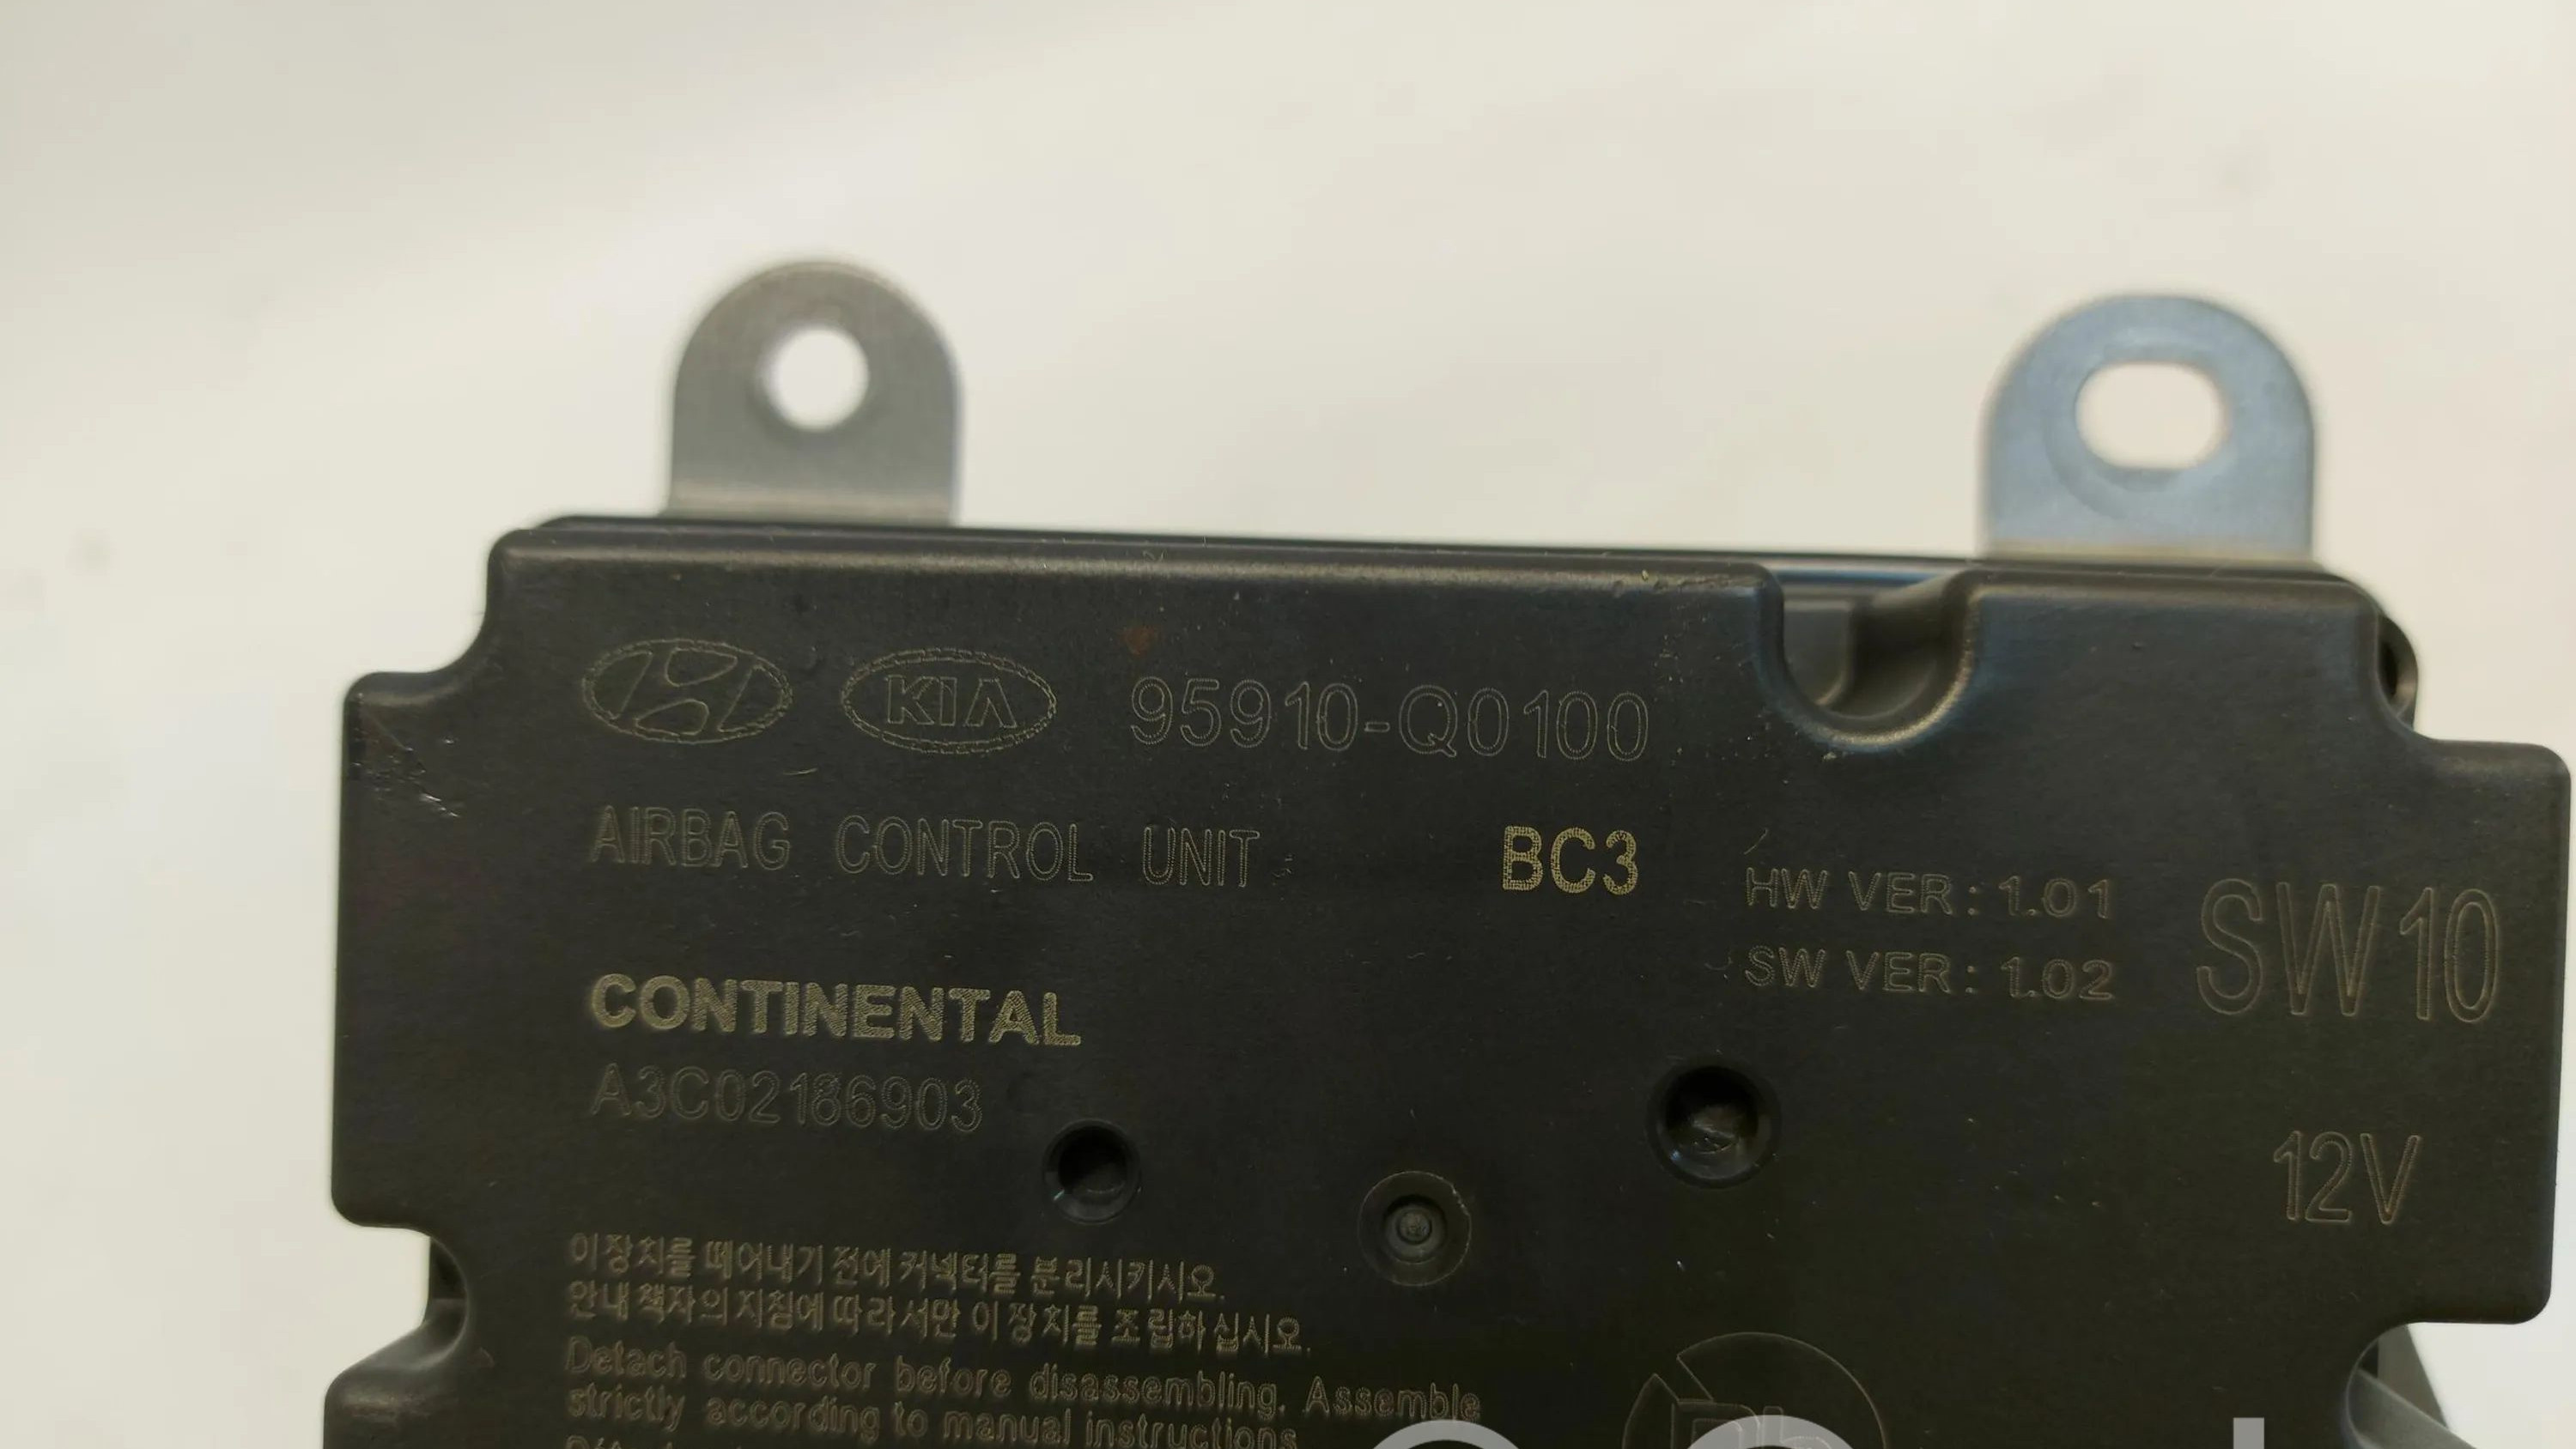 KIA 95910-Q0100
AIRBAG CONTROL UNIT BC3
HW VER: 1.01
SW VER: 1.02
SW10
CONTINENTAL
A3C02186903
12V
이 장치를 떼어내기 전에 커넥터를 분리시키시오.
안내 책자의 지침에 따라서만 이 장치를 조립하십시오.
Detach connector before disassembling. Assemble
strictly according to manual instructions